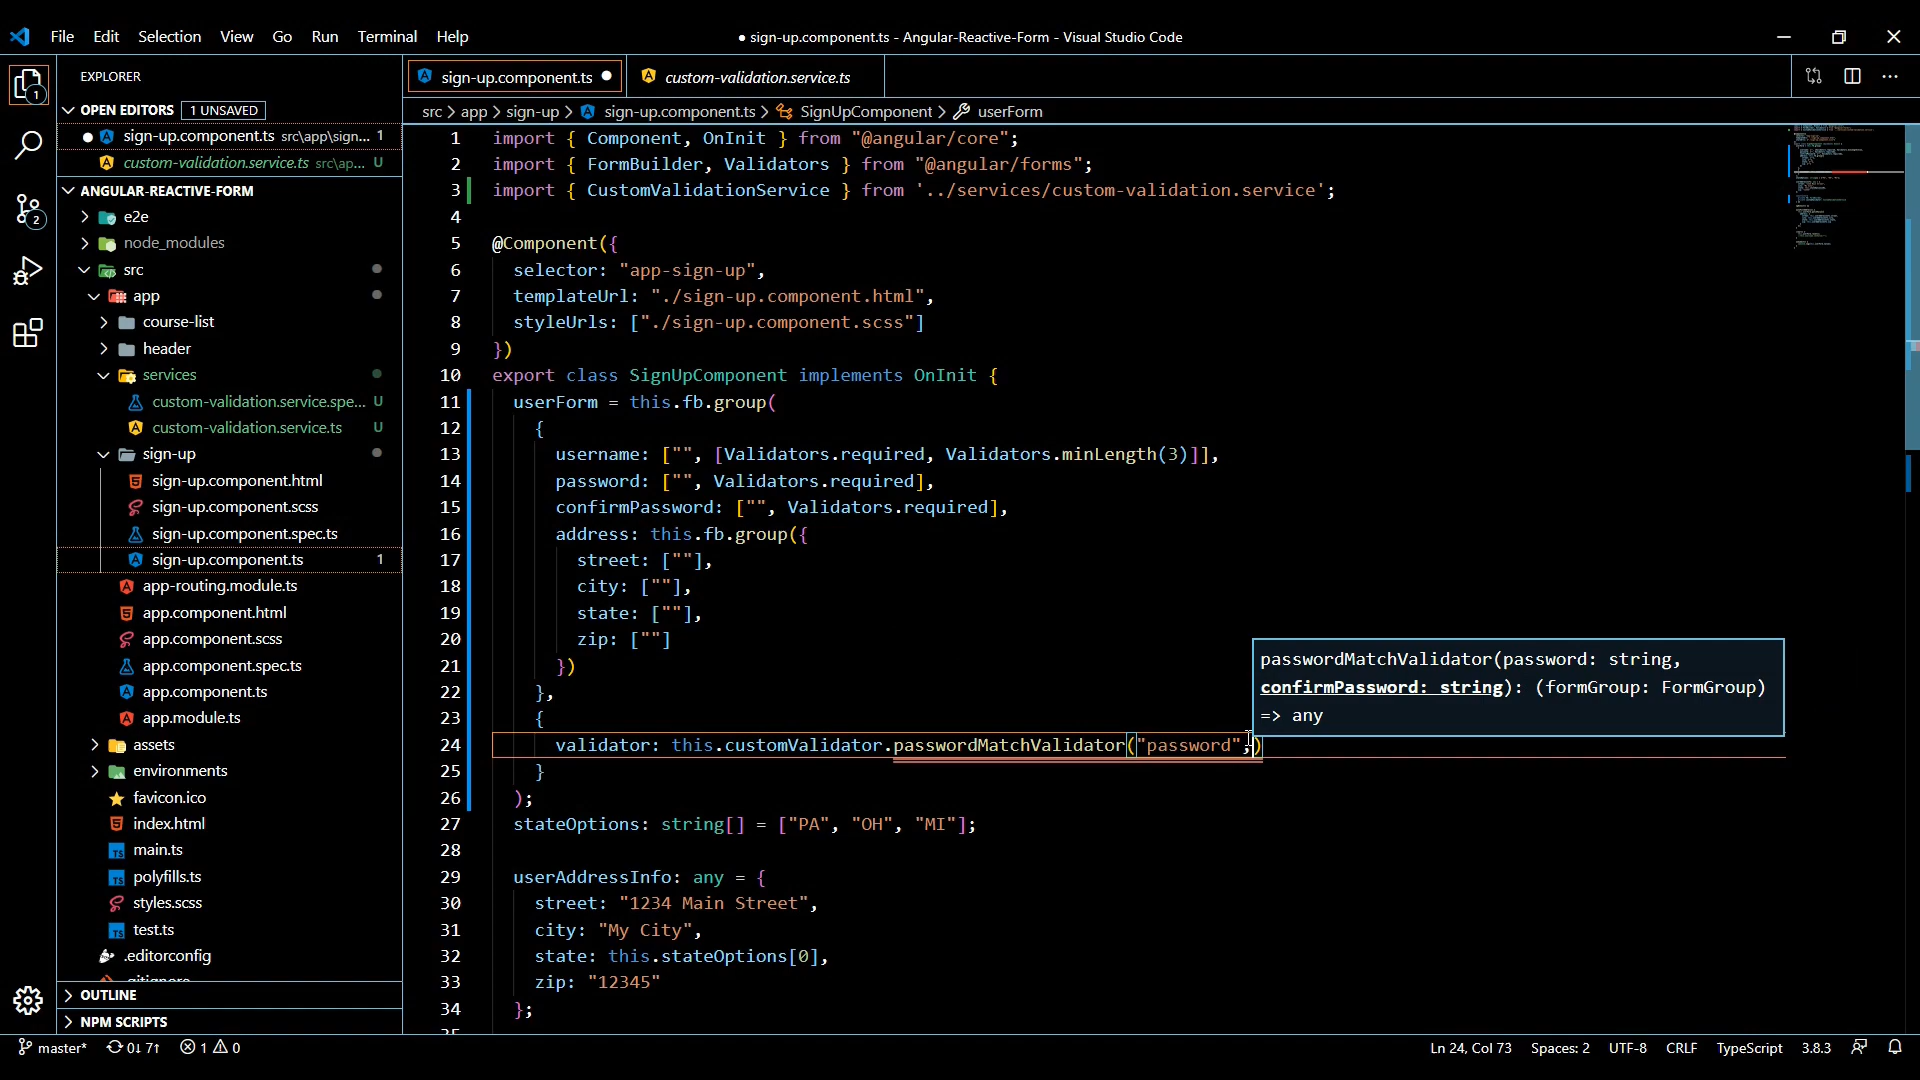 File Edit Selection View Go Run Terminal Help
● sign-up.component.ts - Angular-Reactive-Form - Visual Studio Code
EXPLORER
OPEN EDITORS 1 UNSAVED
sign-up.component.ts src\app\sign... 1
custom-validation.service.ts src\ap... U
ANGULAR-REACTIVE-FORM
e2e
node_modules
src
app
course-list
header
services
custom-validation.service.spe... U
custom-validation.service.ts U
sign-up
sign-up.component.html
sign-up.component.scss
sign-up.component.spec.ts
sign-up.component.ts 1
app-routing.module.ts
app.component.html
app.component.scss
app.component.spec.ts
app.component.ts
app.module.ts
assets
environments
favicon.ico
index.html
main.ts
polyfills.ts
styles.scss
test.ts
.editorconfig
OUTLINE
NPM SCRIPTS
1
2
sign-up.component.ts ● custom-validation.service.ts
src > app > sign-up > sign-up.component.ts > SignUpComponent > userForm
1 import { Component, OnInit } from "@angular/core";
2 import { FormBuilder, Validators } from "@angular/forms";
3 import { CustomValidationService } from '../services/custom-validation.service';
4
5 @Component({
6 selector: "app-sign-up",
7 templateUrl: "./sign-up.component.html",
8 styleUrls: ["./sign-up.component.scss"]
9 })
10 export class SignUpComponent implements OnInit {
11 userForm = this.fb.group(
12 {
13 username: ["", [Validators.required, Validators.minLength(3)]],
14 password: ["", Validators.required],
15 confirmPassword: ["", Validators.required],
16 address: this.fb.group({
17 street: [""],
18 city: [""],
19 state: [""],
20 zip: [""]
21 })
22 },
23 {
24 validator: this.customValidator.passwordMatchValidator("password",)
25 }
26 );
27 stateOptions: string[] = ["PA", "OH", "MI"];
28
29 userAddressInfo: any = {
30 street: "1234 Main Street",
31 city: "My City",
32 state: this.stateOptions[0],
33 zip: "12345"
34 };
passwordMatchValidator(password: string,
confirmPassword: string): (formGroup: FormGroup)
=> any
master* 0↓ 7↑ 1 0
Ln 24, Col 73 Spaces: 2 UTF-8 CRLF TypeScript 3.8.3